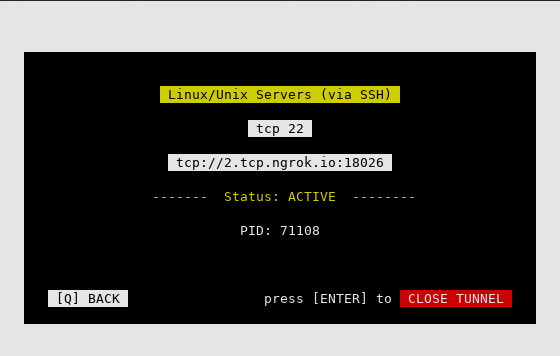 Linux/Unix Servers (via SSH)
tcp 22
tcp://2.tcp.ngrok.io:18026
------- Status: ACTIVE --------
PID: 71108
[Q] BACK press [ENTER] to CLOSE TUNNEL